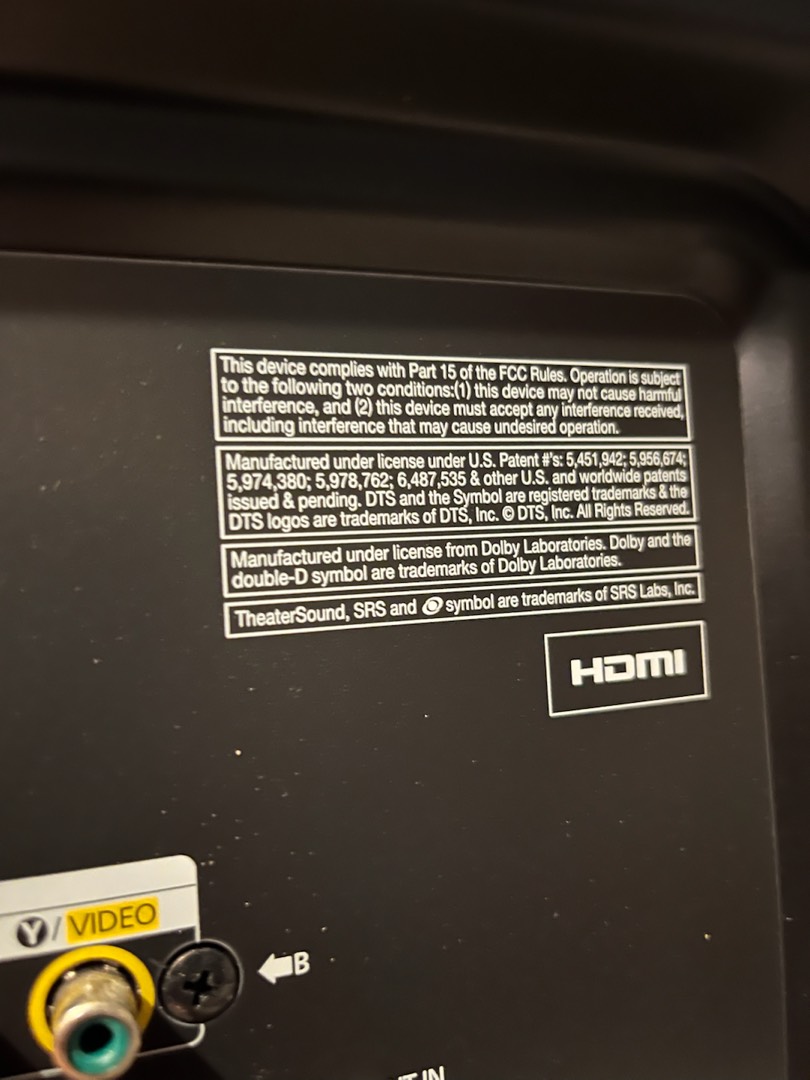 This device complies with Part 15 of the FCC Rules. Operation is subject
to the following two conditions:(1) this device may not cause harmful
interference, and (2) this device must accept any interference received,
including interference that may cause undesired operation.
Manufactured under license under U.S. Patent #'s: 5,451,942; 5,956,674;
5,974,380; 5,978,762; 6,487,535 & other U.S. and worldwide patents
issued & pending. DTS and the Symbol are registered trademarks & the
DTS logos are trademarks of DTS, Inc. © DTS, Inc. All Rights Reserved.
Manufactured under license from Dolby Laboratories. Dolby and the
double-D symbol are trademarks of Dolby Laboratories.
TheaterSound, SRS and symbol are trademarks of SRS Labs, Inc.
HDMI
Y/VIDEO
B
IN